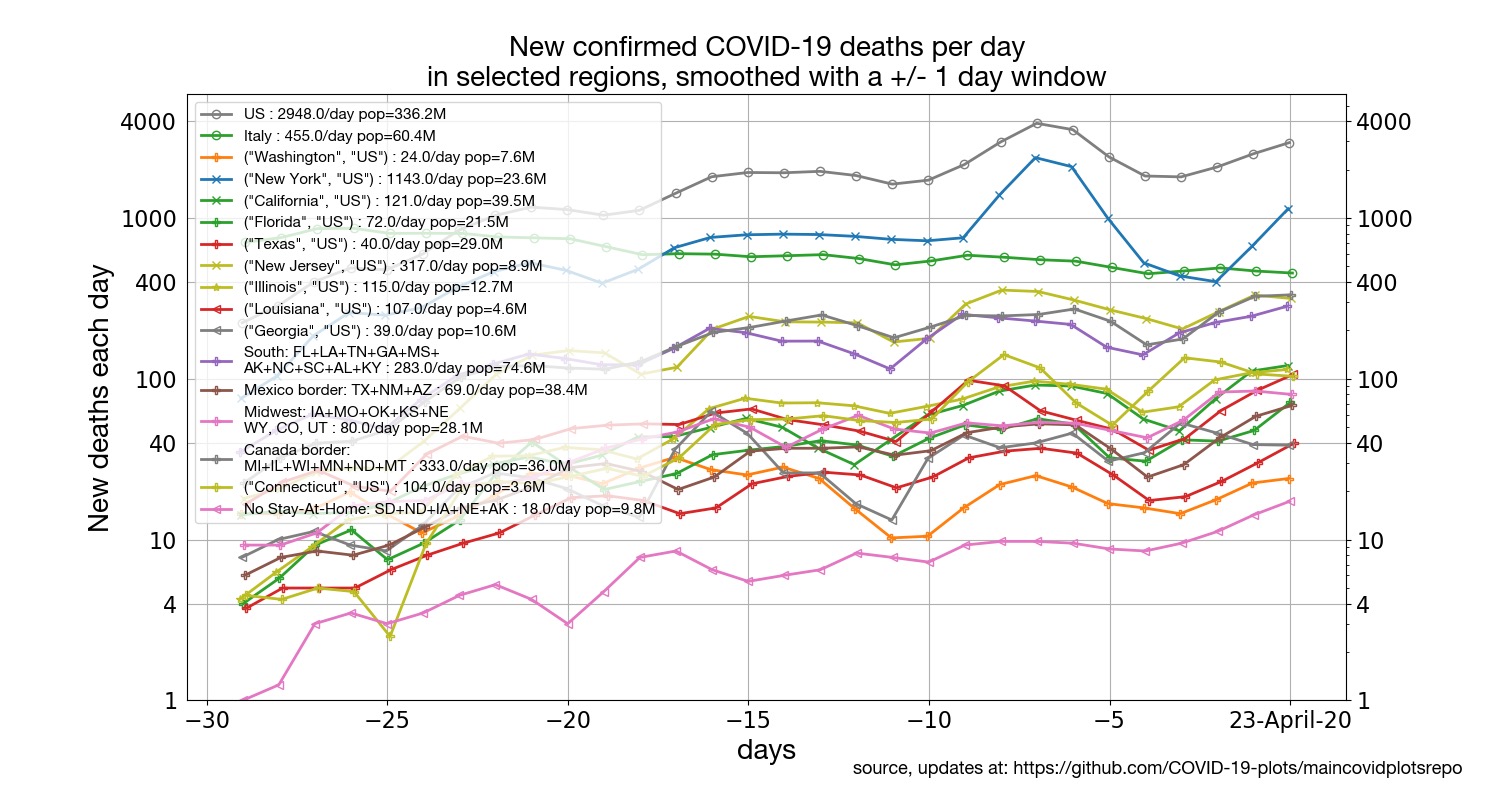 New confirmed COVID-19 deaths per day
in selected regions, smoothed with a +/- 1 day window
New deaths each day
4000
1000
400
100
40
10
4
1
US : 2948.0/day pop=336.2M
Italy : 455.0/day pop=60.4M
("Washington", "US") : 24.0/day pop=7.6M
("New York", "US") : 1143.0/day pop=23.6M
("California", "US") : 121.0/day pop=39.5M
("Florida", "US") : 72.0/day pop=21.5M
("Texas", "US") : 40.0/day pop=29.0M
("New Jersey", "US") : 317.0/day pop=8.9M
("Illinois", "US") : 115.0/day pop=12.7M
("Louisiana", "US") : 107.0/day pop=4.6M
("Georgia", "US") : 39.0/day pop=10.6M
South: FL+LA+TN+GA+MS+
AK+NC+SC+AL+KY : 283.0/day pop=74.6M
Mexico border: TX+NM+AZ : 69.0/day pop=38.4M
Midwest: IA+MO+OK+KS+NE
WY, CO, UT : 80.0/day pop=28.1M
Canada border:
MI+IL+WI+MN+ND+MT : 333.0/day pop=36.0M
("Connecticut", "US") : 104.0/day pop=3.6M
No Stay-At-Home: SD+ND+IA+NE+AK : 18.0/day pop=9.8M
4000
1000
400
100
40
10
4
1
−30 −25 −20 −15 −10 −5 23-April-20
days
source, updates at: https://github.com/COVID-19-plots/maincovidplotsrepo